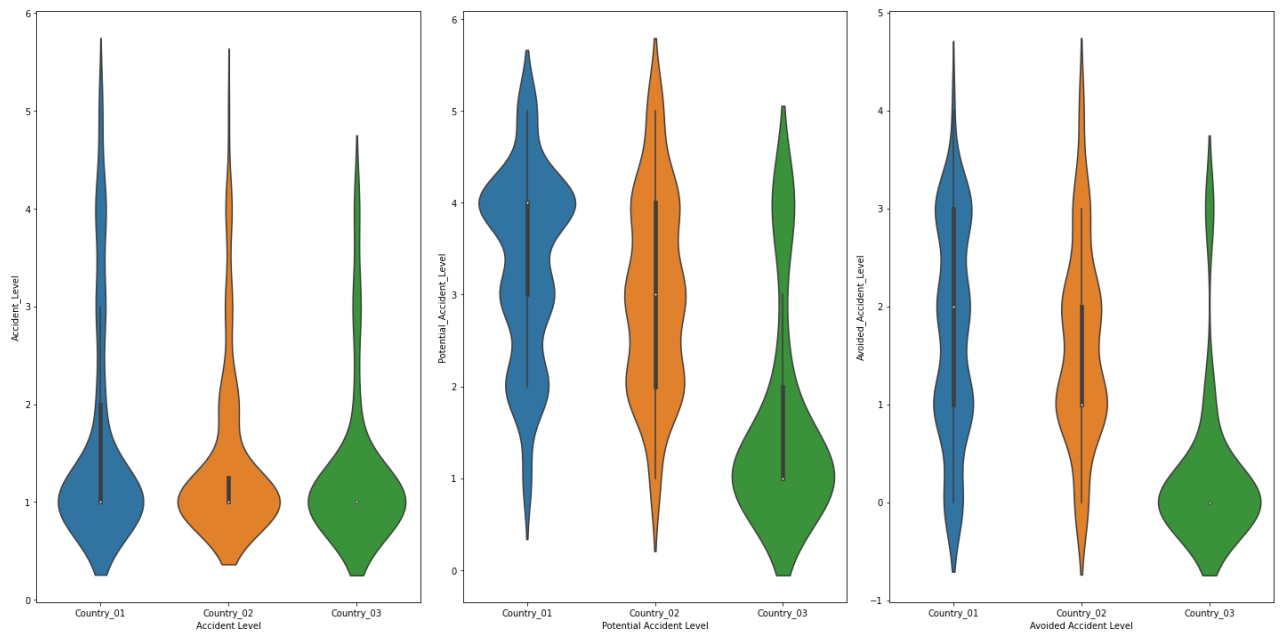 6
5
4
3
2
1
0
Accident_Level
Country_01 Country_02 Country_03
Accident Level
6
5
4
3
2
1
0
Potential_Accident_Level
Country_01 Country_02 Country_03
Potential Accident Level
5
4
3
2
1
0
−1
Avoided_Accident_Level
Country_01 Country_02 Country_03
Avoided Accident Level